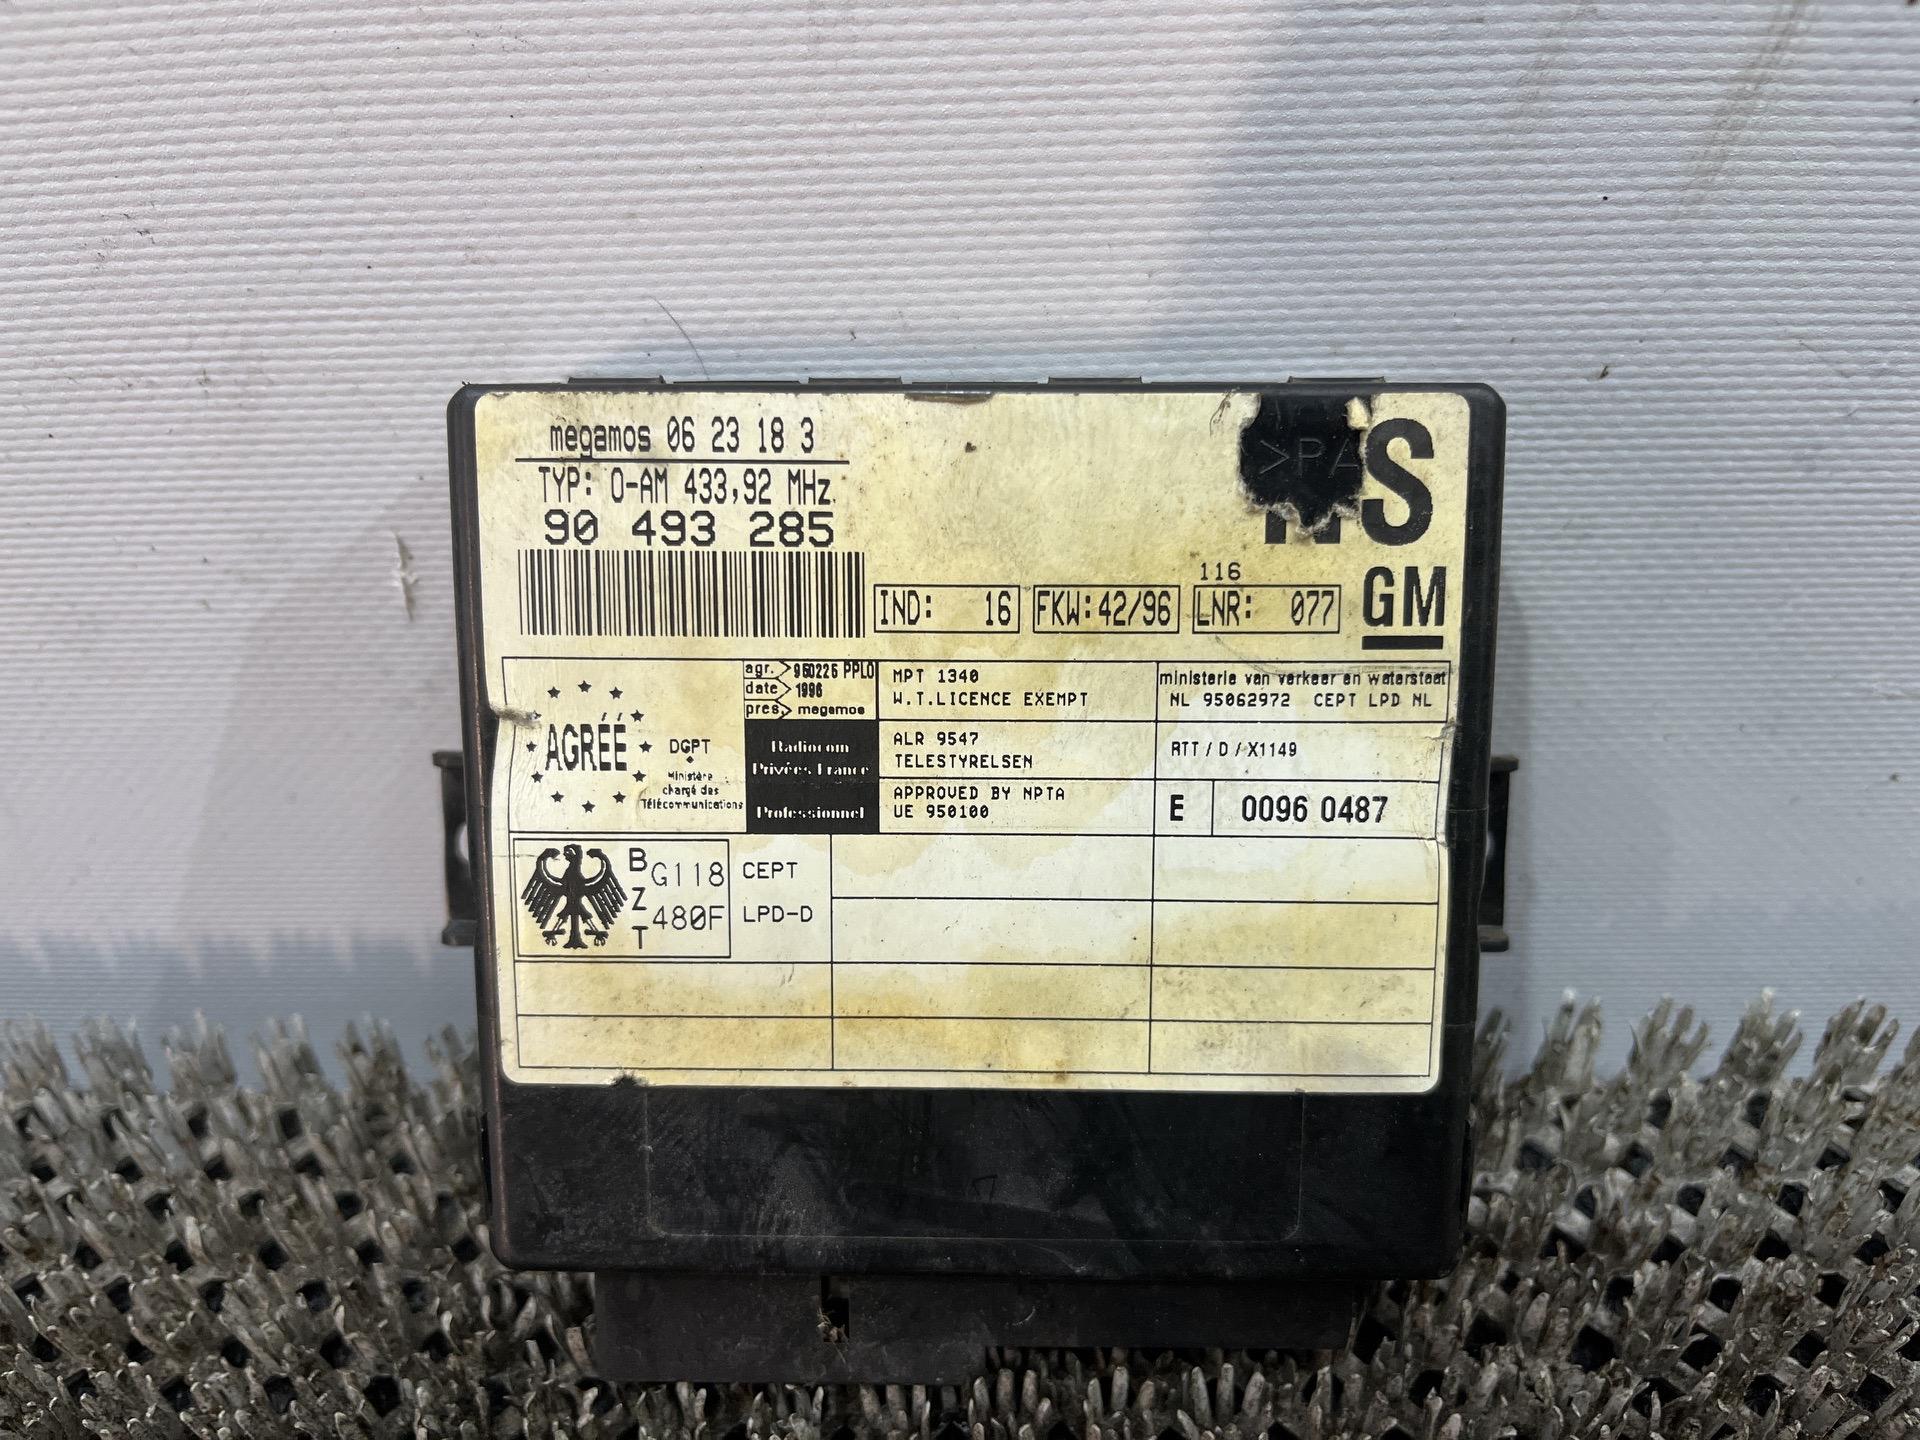 megamos 06 23 18 3
TYP: O-AM 433,92 MHz
90 493 285
>PA
S
116
IND: 16
FKW:42/96
LNR: 077
GM
AGRÉÉ
DGPT
Ministère
chargé des
Télécommunications
agr. 960226 PPL0
date 1996
pres. megamos
Radiocom
Privées France
Professionnel
MPT 1340
W.T.LICENCE EXEMPT
ministerie van verkeer en waterstaat
NL 95062972 CEPT LPD NL
ALR 9547
TELESTYRELSEN
RTT / D / X1149
APPROVED BY NPTA
UE 950100
E
0096 0487
BZT
G118
480F
CEPT
LPD-D